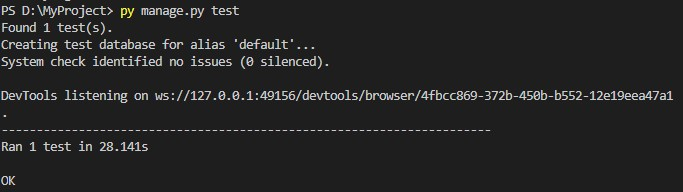 PS D:\MyProject> py manage.py test
Found 1 test(s).
Creating test database for alias 'default'...
System check identified no issues (0 silenced).
DevTools listening on ws://127.0.0.1:49156/devtools/browser/4fbcc869-372b-450b-b552-12e19eea47a1
.
----------------------------------------------------------------------
Ran 1 test in 28.141s
OK